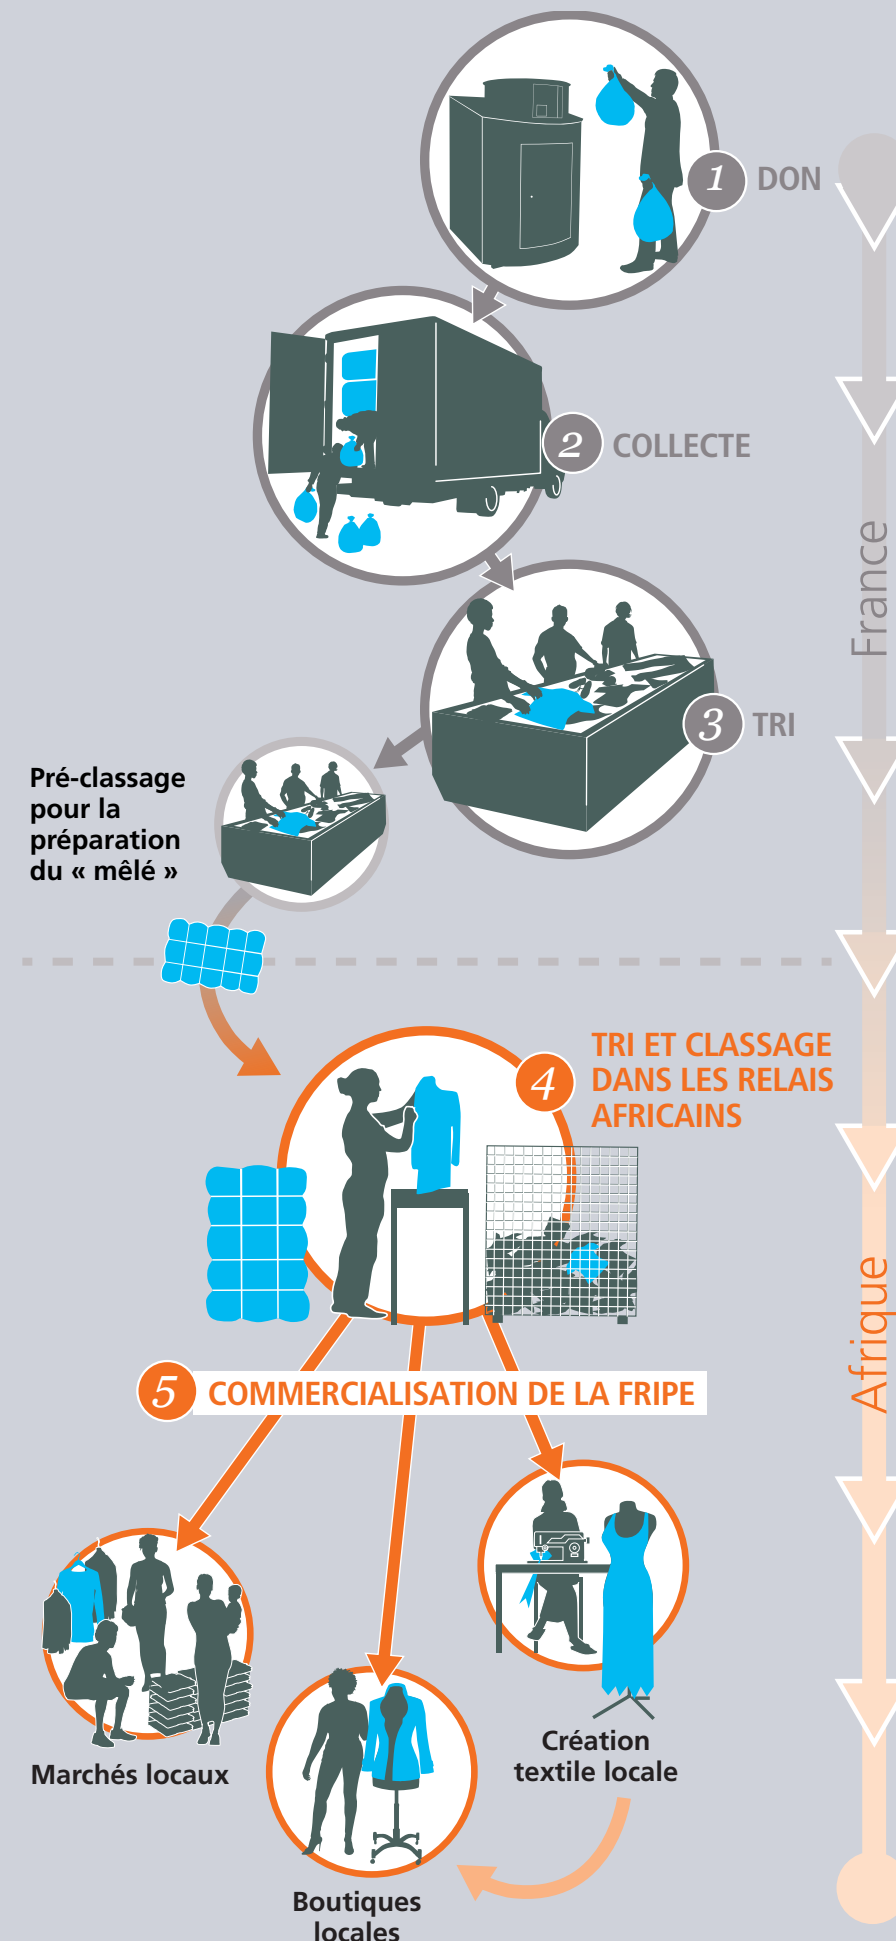 1 DON
2 COLLECTE
3 TRI
Pré-classage
pour la
préparation
du « mêlé »
France
4 TRI ET CLASSAGE
DANS LES RELAIS
AFRICAINS
Afrique
5 COMMERCIALISATION DE LA FRIPE
Marchés locaux
Création
textile locale
Boutiques
locales